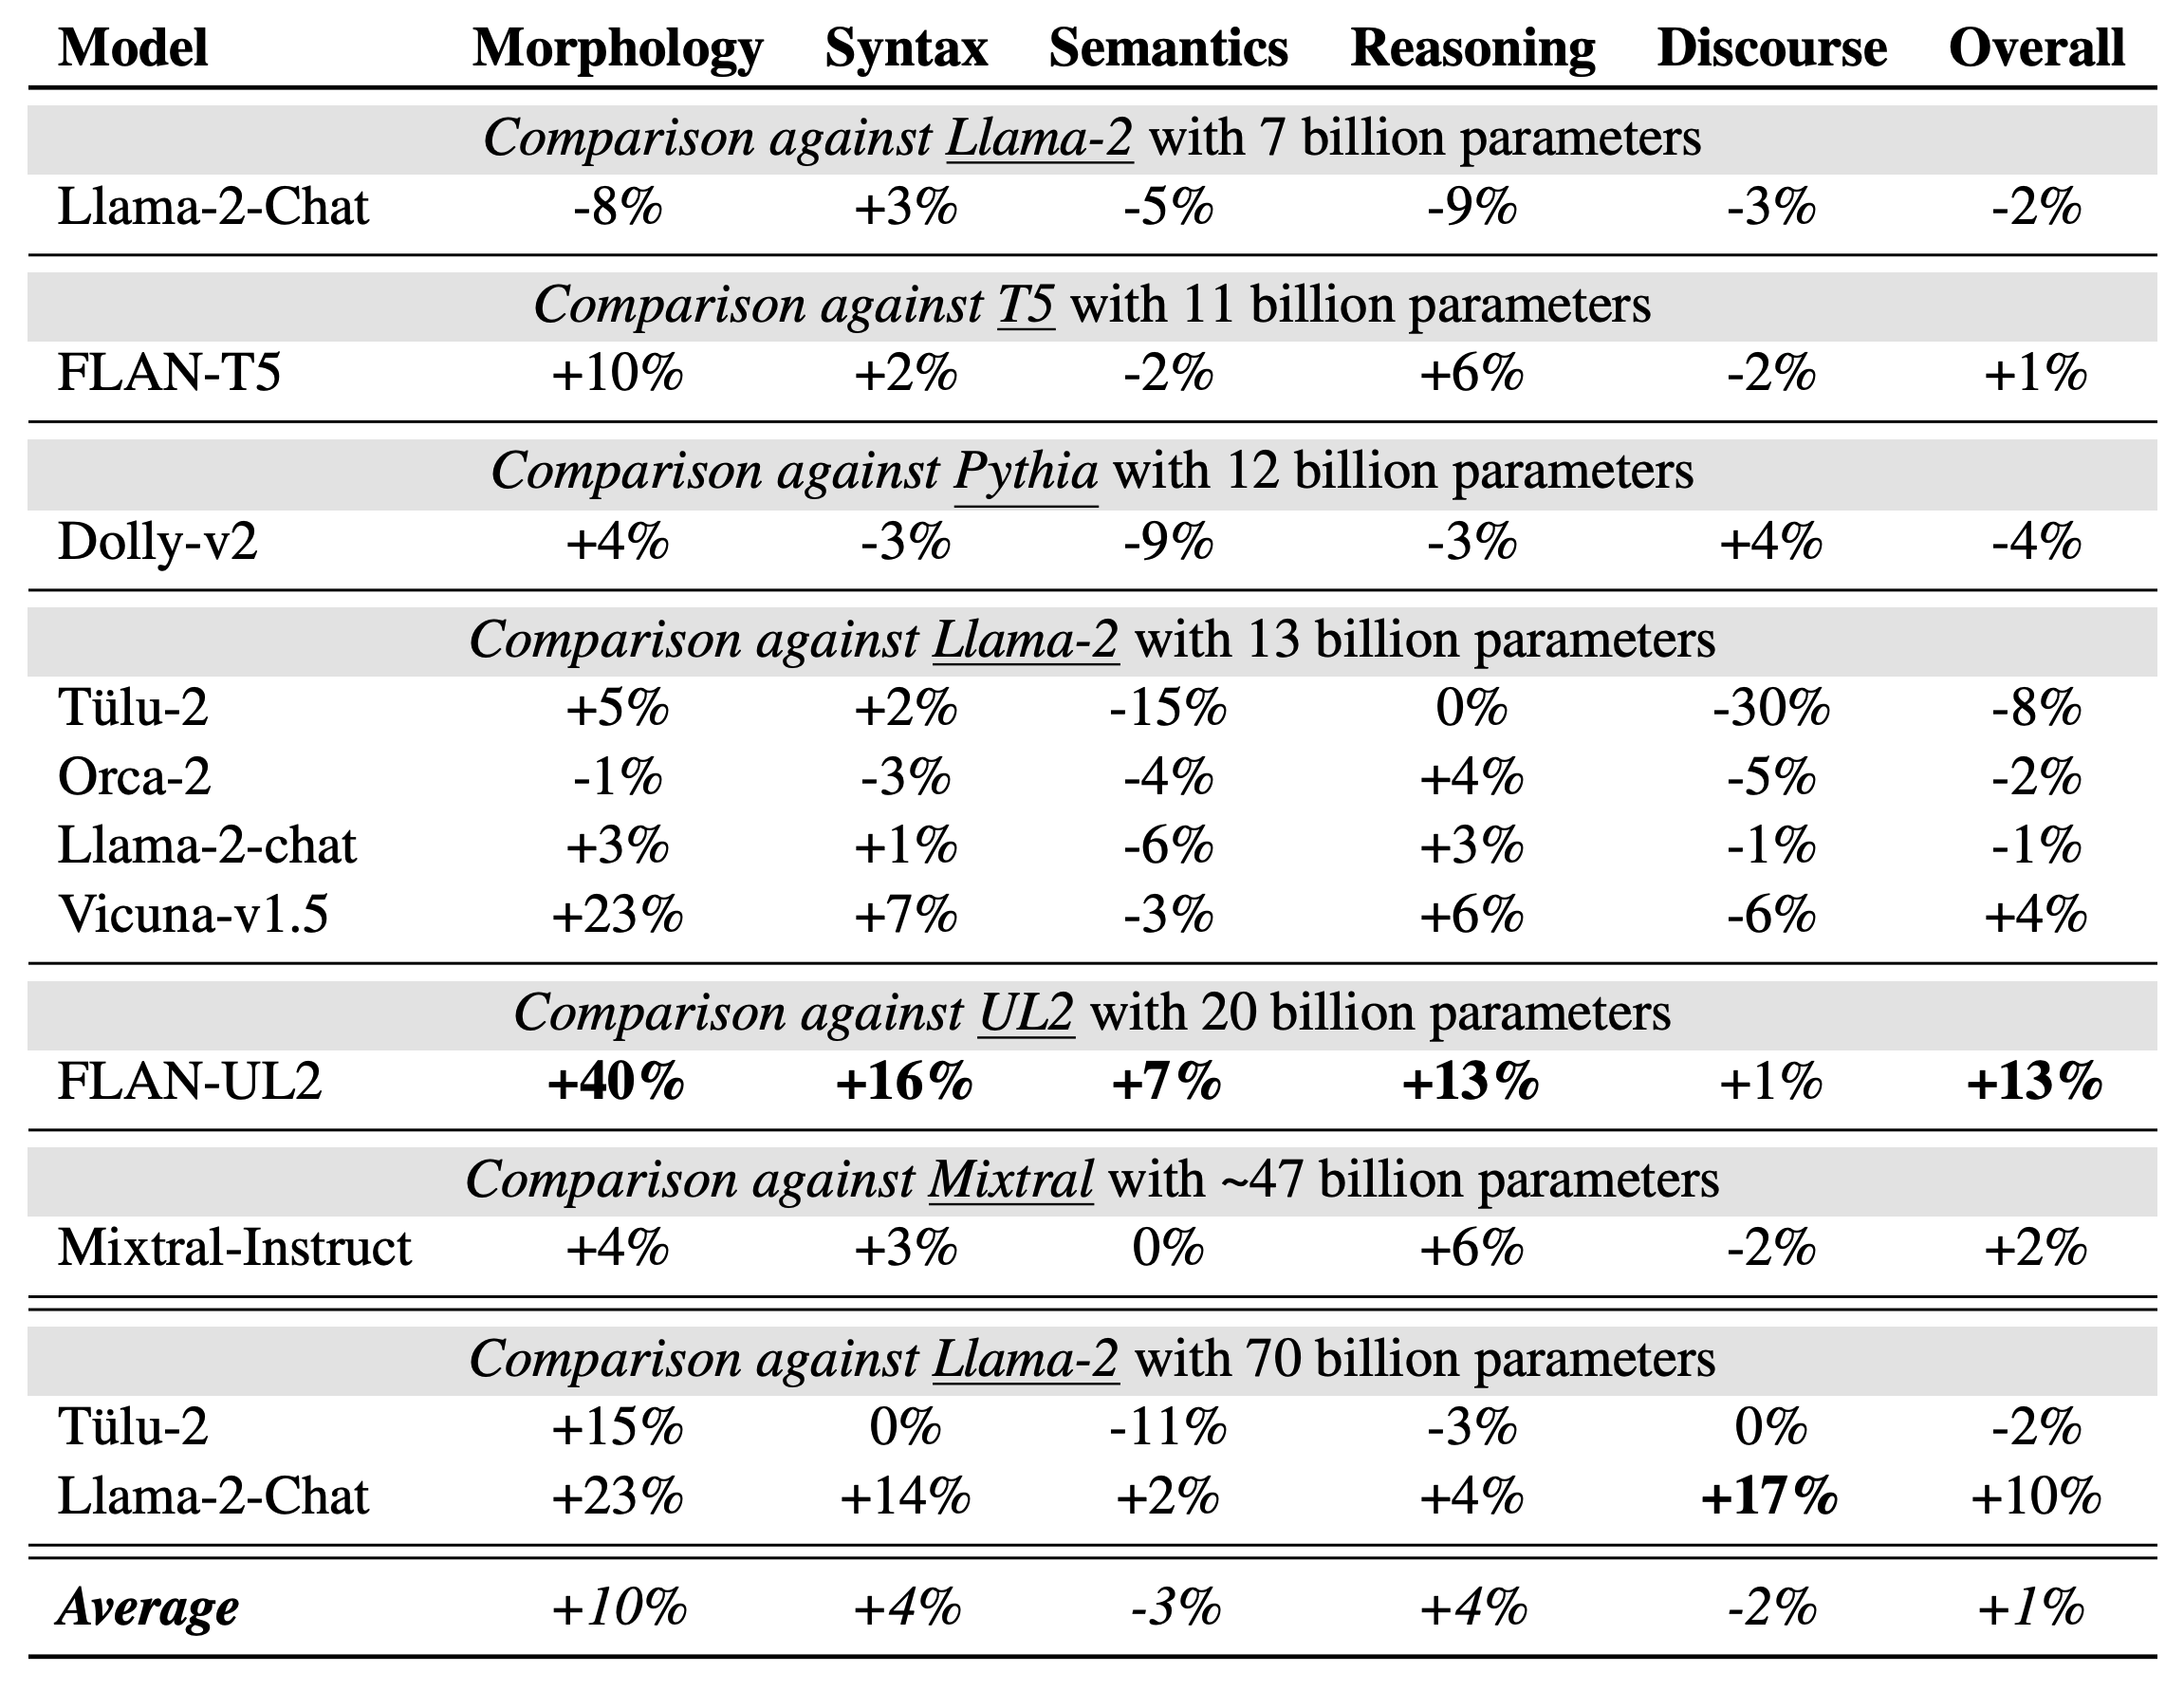 Model Morphology Syntax Semantics Reasoning Discourse Overall
Comparison against Llama-2 with 7 billion parameters
Llama-2-Chat -8% +3% -5% -9% -3% -2%
Comparison against T5 with 11 billion parameters
FLAN-T5 +10% +2% -2% +6% -2% +1%
Comparison against Pythia with 12 billion parameters
Dolly-v2 +4% -3% -9% -3% +4% -4%
Comparison against Llama-2 with 13 billion parameters
Tülu-2 +5% +2% -15% 0% -30% -8%
Orca-2 -1% -3% -4% +4% -5% -2%
Llama-2-chat +3% +1% -6% +3% -1% -1%
Vicuna-v1.5 +23% +7% -3% +6% -6% +4%
Comparison against UL2 with 20 billion parameters
FLAN-UL2 +40% +16% +7% +13% +1% +13%
Comparison against Mixtral with ~47 billion parameters
Mixtral-Instruct +4% +3% 0% +6% -2% +2%
Comparison against Llama-2 with 70 billion parameters
Tülu-2 +15% 0% -11% -3% 0% -2%
Llama-2-Chat +23% +14% +2% +4% +17% +10%
Average +10% +4% -3% +4% -2% +1%